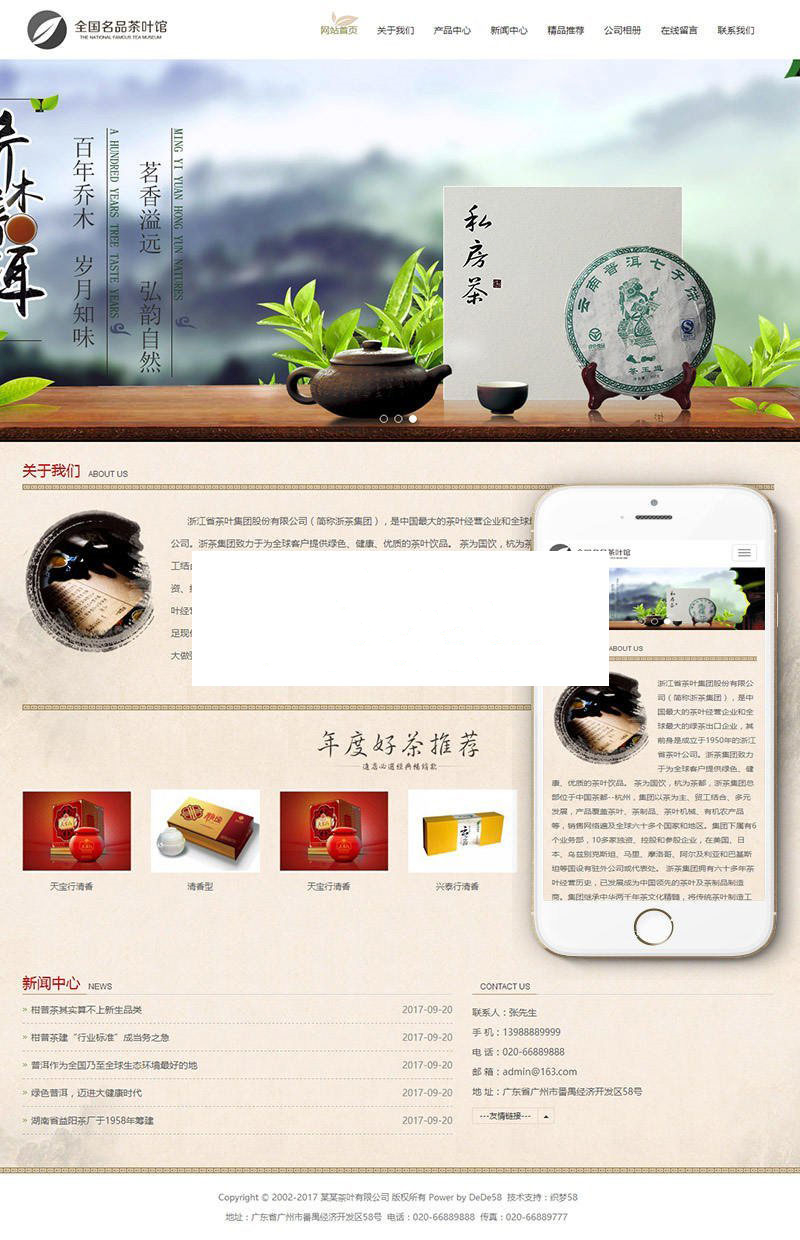 全国名品茶叶馆
THE NATIONAL FAMOUS TEA MUSEUM
网站首页 关于我们 产品中心 新闻中心 精品推荐 公司相册 在线留言 联系我们
乔木
普洱
百年乔木 岁月知味
A HUNDRED YEARS TREE TASTE YEARS
茗香溢远 弘韵自然
MING YI YUAN HONG YUN NATURES
私房茶
云南普洱七子饼
茶王道
关于我们 ABOUT US
浙江省茶叶集团股份有限公司（简称浙茶集团），是中国最大的茶叶经营企业和全球
公司。浙茶集团致力于为全球客户提供绿色、健康、优质的茶叶饮品。 茶为国饮，杭为茶
工结
资、
叶经
足现
大做
全国名品茶叶馆
ABOUT US
浙江省茶叶集团股份有限公
司（简称浙茶集团），是中
国最大的茶叶经营企业和全
球最大的绿茶出口企业，其
前身是成立于1950年的浙江
省茶叶公司。浙茶集团致力
于为全球客户提供绿色、健
康、优质的茶叶饮品。 茶为国饮，杭为茶都，浙茶集团总
部位于中国茶都--杭州，集团以茶为主、贸工结合、多元
发展，产品覆盖茶叶、茶制品、茶叶机械、有机农产品
等，销售网络遍及全球六十多个国家和地区。集团下属有6
个业务部，10多家独资、控股和参股企业，在美国、日
本、乌兹别克斯坦、马里、摩洛哥、阿尔及利亚和巴基斯
坦等国设有驻外公司或代表处。 浙茶集团拥有六十多年茶
叶经营历史，已发展成为中国领先的茶叶及茶制品制造
商。集团继承中华两千年茶文化精髓，将传统茶叶制造工
年度好茶推荐
逢茗必选经典畅销款
天宝行清香 清香型 天宝行清香 兴泰行清香
新闻中心 NEWS
» 柑普茶其实算不上新生品类 2017-09-20
» 柑普茶建“行业标准”成当务之急 2017-09-20
» 普洱作为全国乃至全球生态环境最好的地 2017-09-20
» 绿色普洱，迈进大健康时代 2017-09-20
» 湖南省益阳茶厂于1958年筹建 2017-09-20
CONTACT US
联系人：张先生
手 机：13988889999
电 话：020-66889888
邮 箱：admin@163.com
地 址：广东省广州市番禺经济开发区58号
---友情链接---
Copyright © 2002-2017 某某茶叶有限公司 版权所有 Power by DeDe58 技术支持：织梦58
地址：广东省广州市番禺经济开发区58号 电话：020-66889888 传真：020-66889777